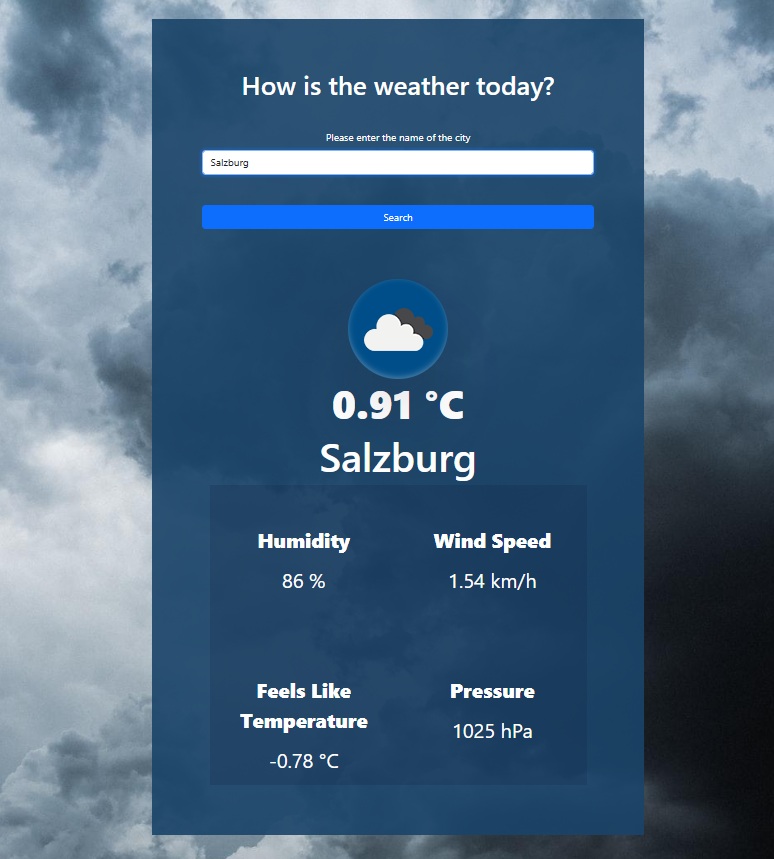 How is the weather today?
Please enter the name of the city
Salzburg
Search
0.91 °C
Salzburg
Humidity
86 %
Wind Speed
1.54 km/h
Feels Like
Temperature
-0.78 °C
Pressure
1025 hPa